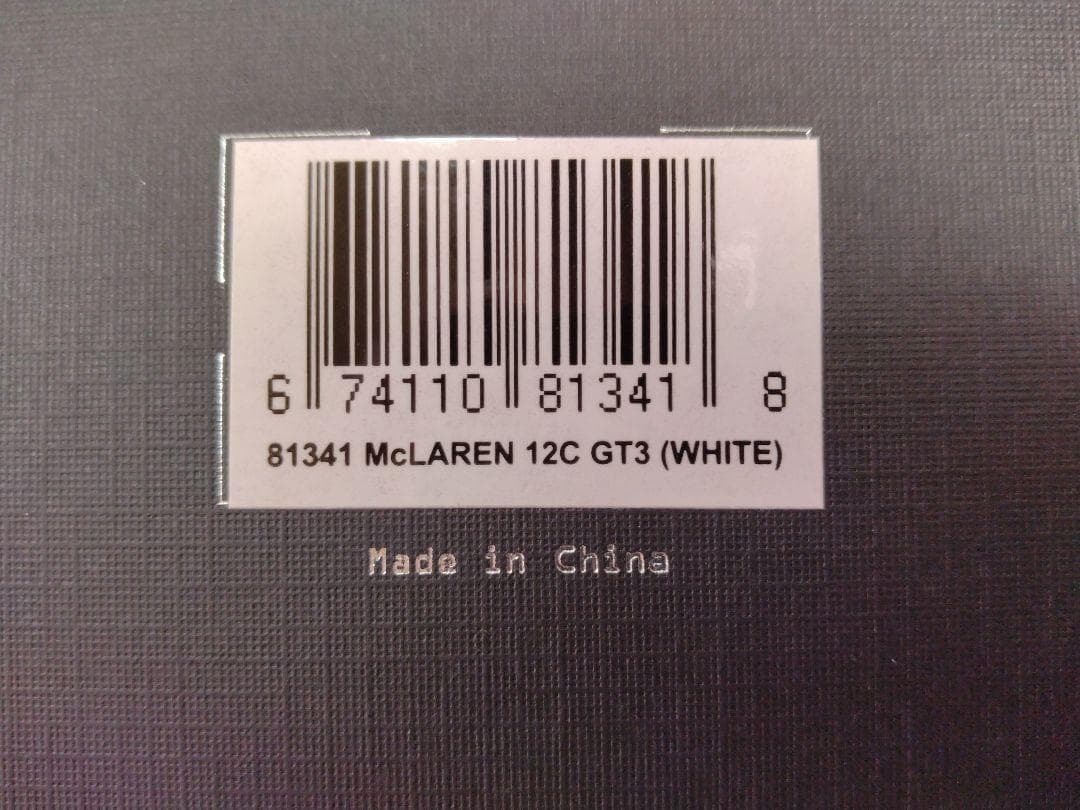 6 74110 81341 8
81341 McLAREN 12C GT3 (WHITE)
Made in China